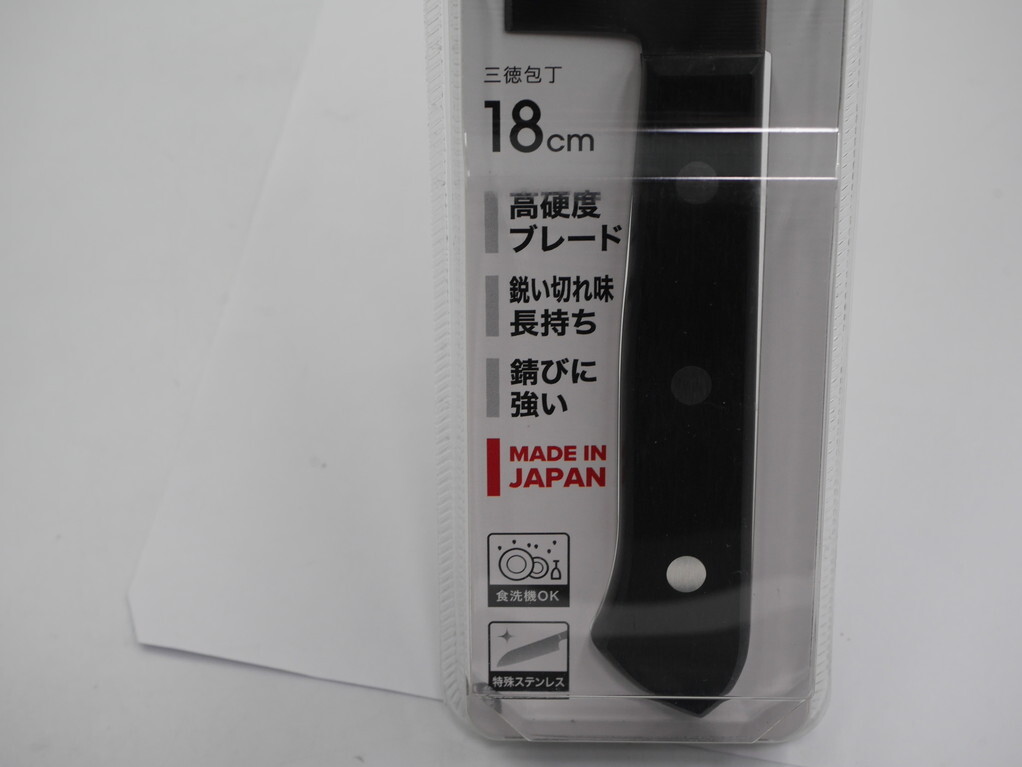 三徳包丁
18cm
高硬度
ブレード
鋭い切れ味
長持ち
錆びに
強い
MADE IN
JAPAN
食洗機OK
特殊ステンレス